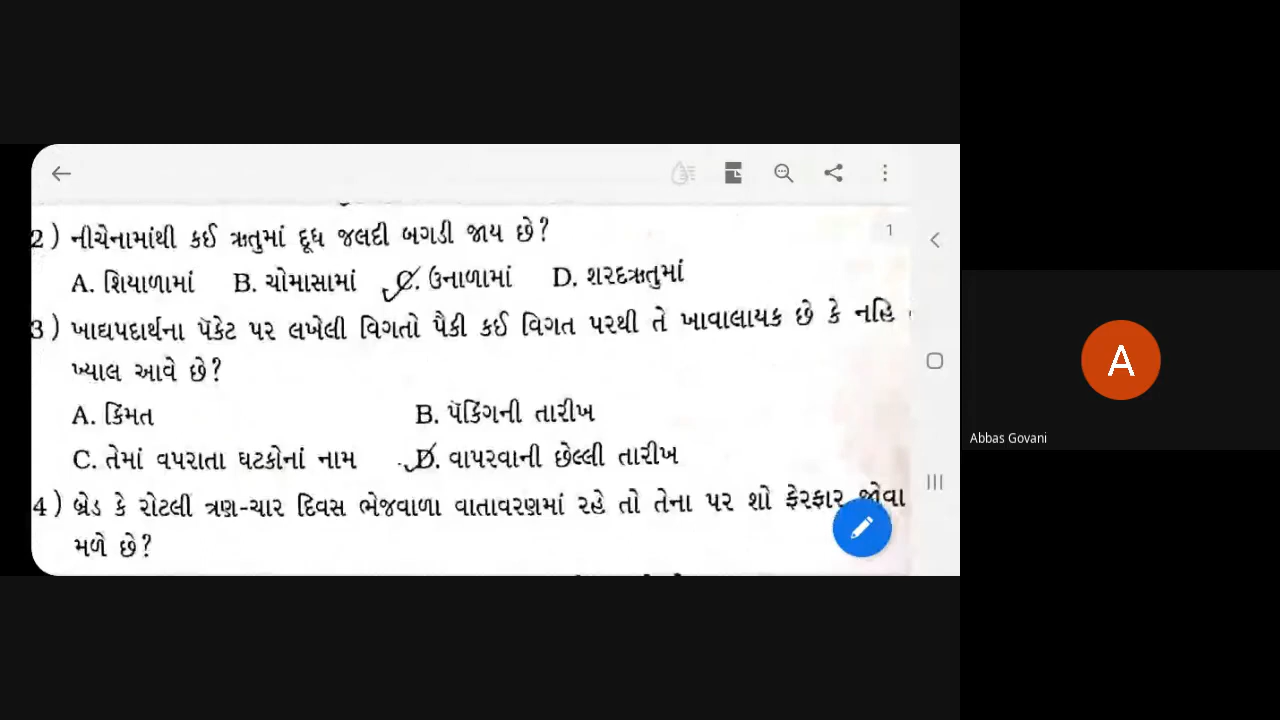 1
2) નીચેનામાંથી કઈ ઋતુમાં દૂધ જલદી બગડી જાય છે?
A. શિયાળામાં B. ચોમાસામાં C. ઉનાળામાં D. શરદઋતુમાં
3) ખાદ્યપદાર્થના પૅકેટ પર લખેલી વિગતો પૈકી કઈ વિગત પરથી તે ખાવાલાયક છે કે નહિ
ખ્યાલ આવે છે?
A. કિંમત B. પૅકિંગની તારીખ
C. તેમાં વપરાતા ઘટકોનાં નામ D. વાપરવાની છેલ્લી તારીખ
4) બ્રેડ કે રોટલી ત્રણ-ચાર દિવસ ભેજવાળા વાતાવરણમાં રહે તો તેના પર શો ફેરફાર જોવા
મળે છે?
A
Abbas Govani